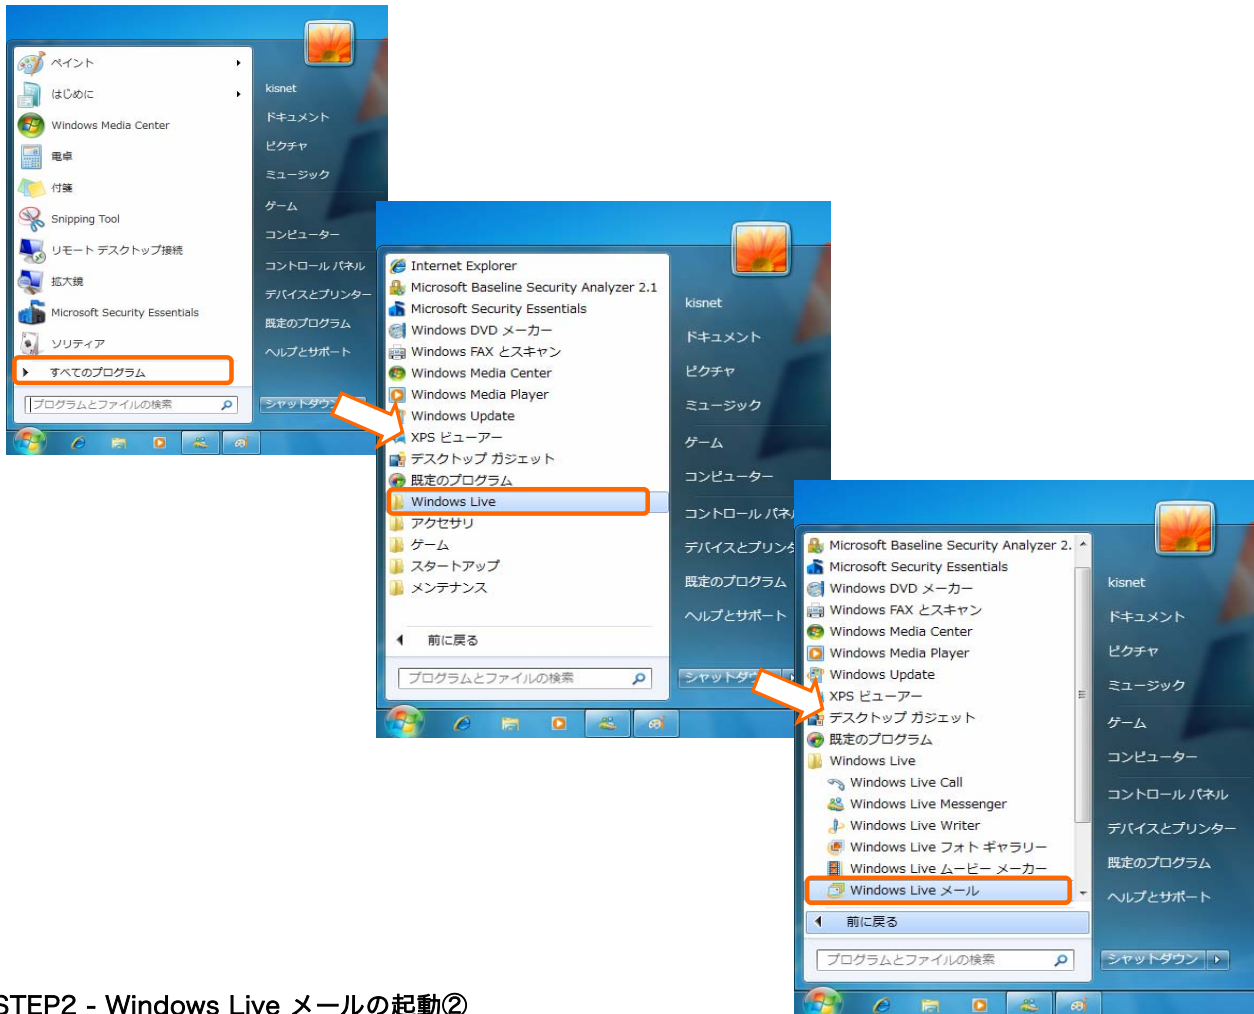 ペイント
はじめに
Windows Media Center
電卓
付箋
Snipping Tool
リモート デスクトップ接続
拡大鏡
Microsoft Security Essentials
ソリティア
すべてのプログラム
プログラムとファイルの検索
kisnet
ドキュメント
ピクチャ
ミュージック
ゲーム
コンピューター
コントロール パネル
デバイスとプリンター
既定のプログラム
ヘルプとサポート
Internet Explorer
Microsoft Baseline Security Analyzer 2.1
Microsoft Security Essentials
Windows DVD メーカー
Windows FAX とスキャン
Windows Media Center
Windows Media Player
Windows Update
XPS ビューアー
デスクトップ ガジェット
既定のプログラム
Windows Live
アクセサリ
ゲーム
スタートアップ
メンテナンス
前に戻る
プログラムとファイルの検索
kisnet
ドキュメント
ピクチャ
ミュージック
ゲーム
コンピューター
コントロール パネ
デバイスとプリンタ
既定のプログラム
ヘルプとサポート
Microsoft Baseline Security Analyzer 2.
Microsoft Security Essentials
Windows DVD メーカー
Windows FAX とスキャン
Windows Media Center
Windows Media Player
Windows Update
XPS ビューアー
デスクトップ ガジェット
既定のプログラム
Windows Live
Windows Live Call
Windows Live Messenger
Windows Live Writer
Windows Live フォト ギャラリー
Windows Live ムービー メーカー
Windows Live メール
前に戻る
プログラムとファイルの検索
kisnet
ドキュメント
ピクチャ
ミュージック
ゲーム
コンピューター
コントロール パネル
デバイスとプリンター
既定のプログラム
ヘルプとサポート
シャットダウン
STEP2 - Windows Live メールの起動②